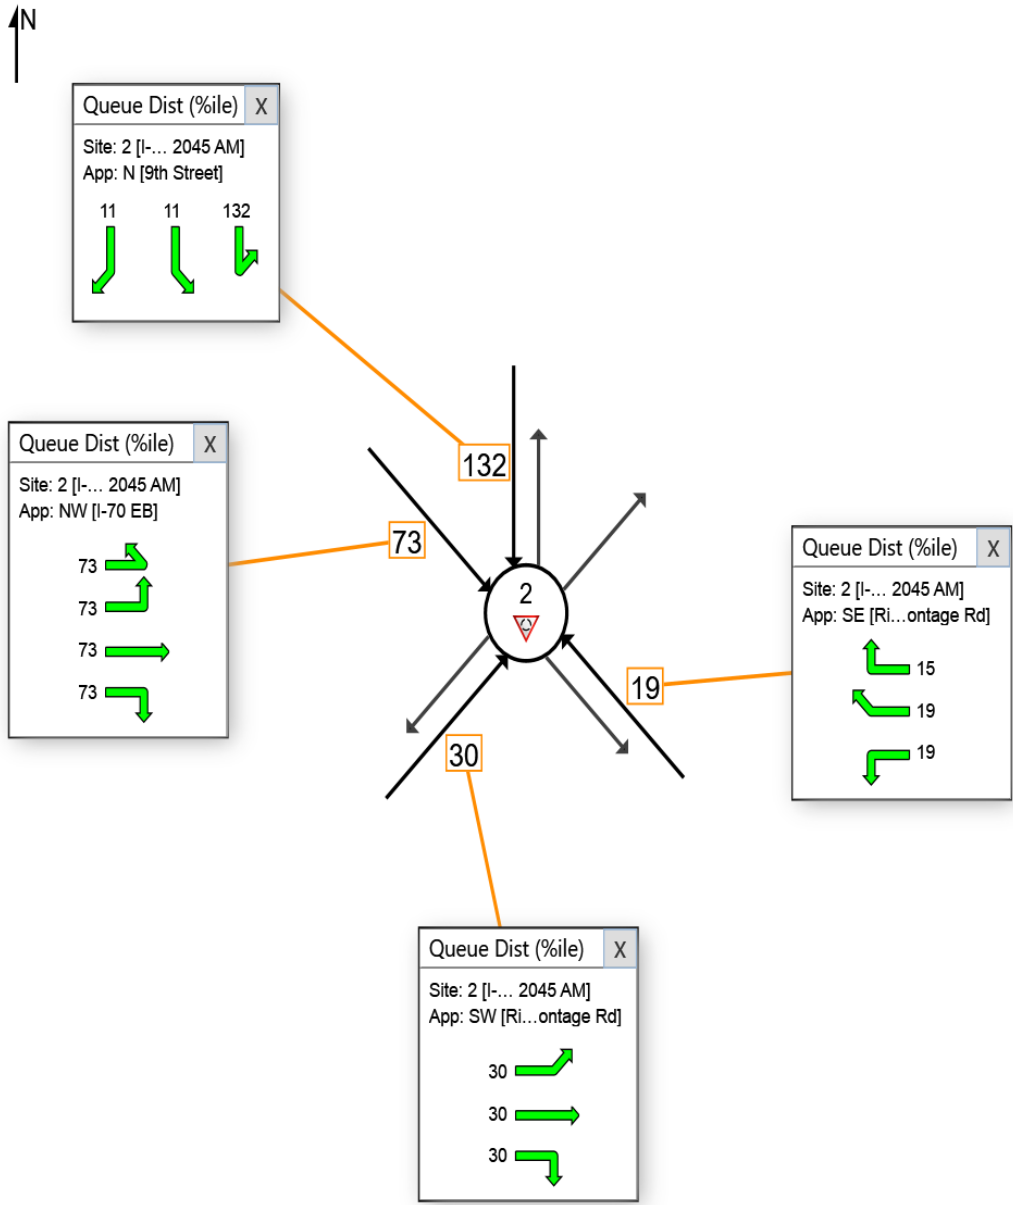 N
Queue Dist (%ile) X
Site: 2 [I-... 2045 AM]
App: N [9th Street]
11 11 132
132
Queue Dist (%ile) X
Site: 2 [I-... 2045 AM]
App: NW [I-70 EB]
73
73
73
73
73
2
Queue Dist (%ile) X
Site: 2 [I-... 2045 AM]
App: SE [Ri...ontage Rd]
15
19
19
19
30
Queue Dist (%ile) X
Site: 2 [I-... 2045 AM]
App: SW [Ri...ontage Rd]
30
30
30